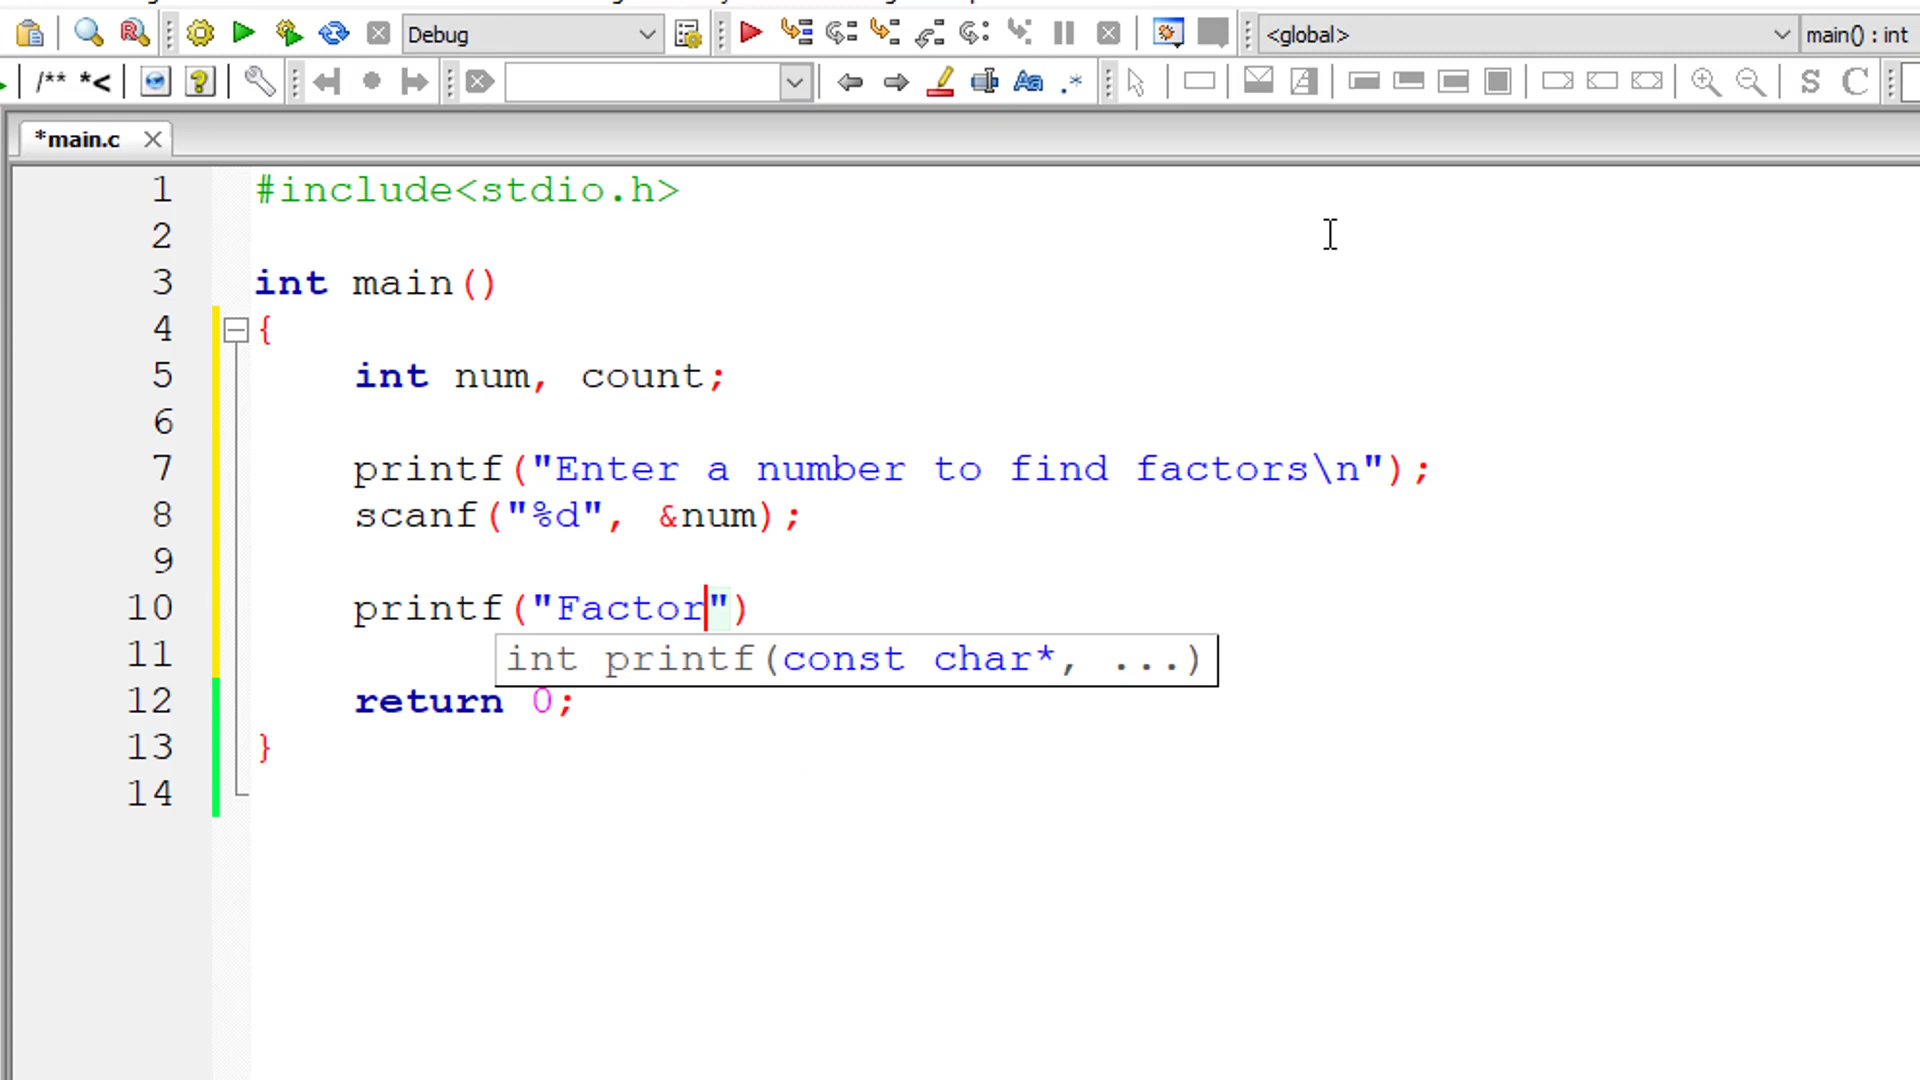 Debug
<global>
main() : int
/** *<
Aa
.*
S
C
*main.c
1 #include<stdio.h>
2
3 int main()
4 {
5 int num, count;
6
7 printf("Enter a number to find factors\n");
8 scanf("%d", &num);
9
10 printf("Factor")
11 int printf(const char*, ...)
12 return 0;
13 }
14